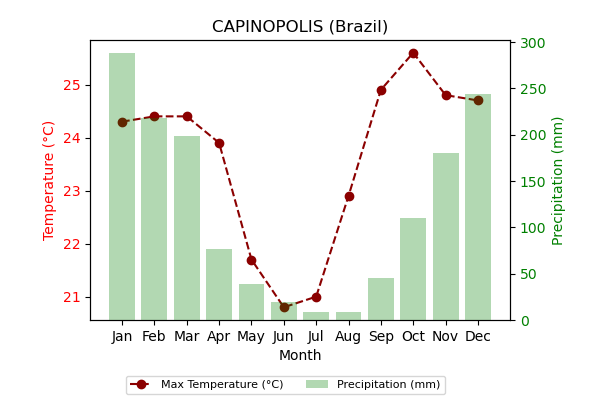 CAPINOPOLIS (Brazil)
Temperature (°C)
25
24
23
22
21
300
250
200
150
100
50
0
Precipitation (mm)
Jan Feb Mar Apr May Jun Jul Aug Sep Oct Nov Dec
Month
Max Temperature (°C) Precipitation (mm)